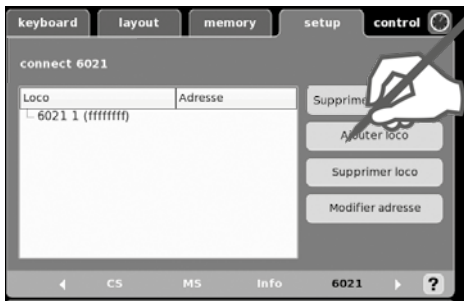 keyboard layout memory setup control
connect 6021
Loco Adresse
6021 1 (ffffffff)
Ajouter loco
Supprimer loco
Modifier adresse
CS MS Info 6021 ?